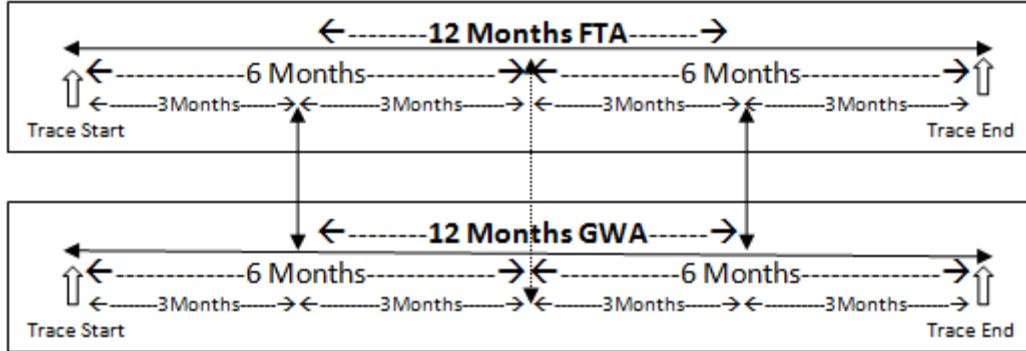 ←--------12 Months FTA-------→
←------------6 Months--------------→←------------6 Months--------------→
←-------3Months------→←-------3Months-------→←-------3Months------→←-------3Months-------→
Trace Start Trace End
←--------12 Months GWA------→
←------------6 Months--------------→←------------6 Months--------------→
←-------3Months------→←-------3Months-------→←-------3Months------→←-------3Months-------→
Trace Start Trace End